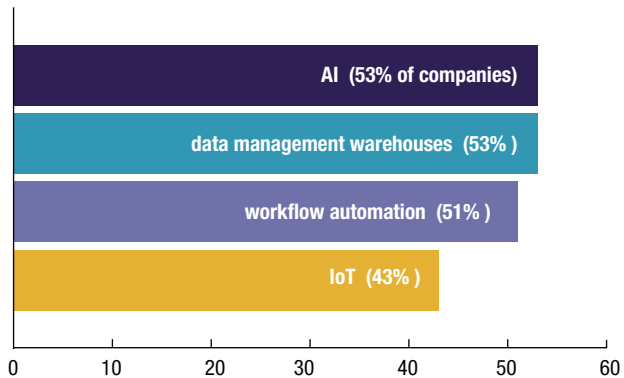 AI (53% of companies)
data management warehouses (53% )
workflow automation (51% )
IoT (43% )
0 10 20 30 40 50 60